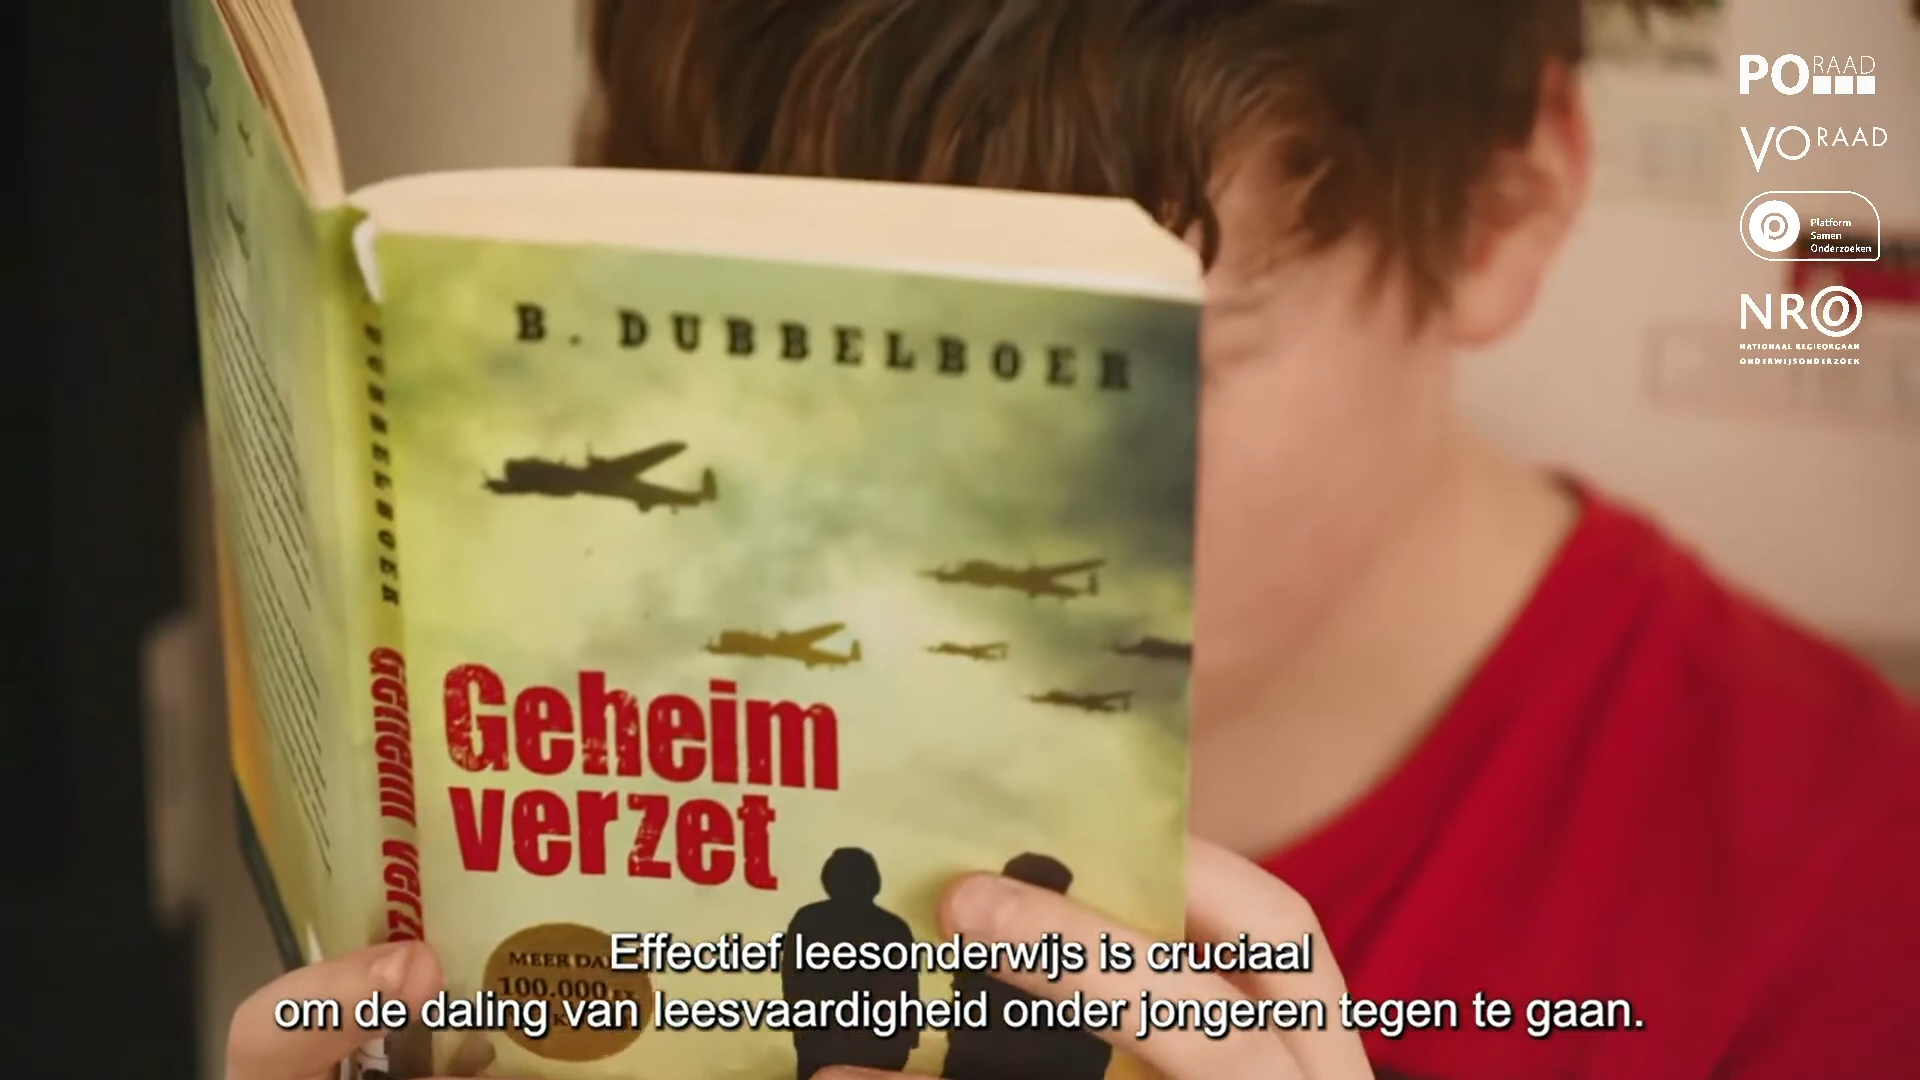 B. DUBBELBOER
DUBBELBOER
Geheim
verzet
Geheim
verzet
MEER DAN
100.000
Effectief leesonderwijs is cruciaal
om de daling van leesvaardigheid onder jongeren tegen te gaan.
PORAAD
VORAAD
Platform
Samen
Onderzoeken
NRO
NATIONAAL REGIEORGAAN
ONDERWIJSONDERZOEK